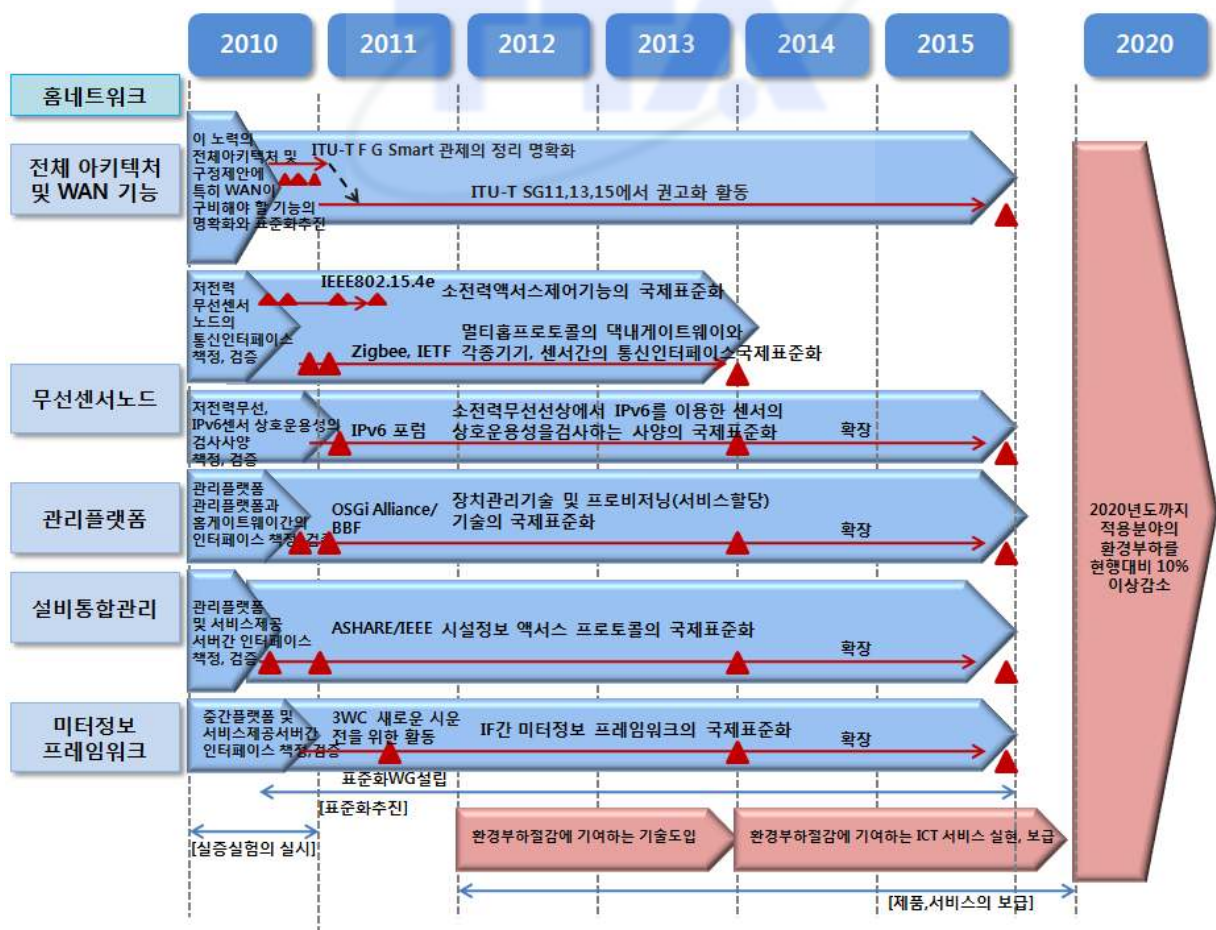 TTA
2010
2011
2012
2013
2014
2015
2020
홈네트워크
전체 아키텍처
및 WAN 기능
이 노력의
전체아키텍처 및
구정제안에
특히 WAN이
구비해야 할 기능의
명확화와 표준화추진
ITU-T F G Smart 관제의 정리 명확화
ITU-T SG11,13,15에서 권고화 활동
무선센서노드
저전력
무선센서
노드의
통신인터페이스
책정, 검증
IEEE802.15.4e
소전력액서스제어기능의 국제표준화
Zigbee, IETF
멀티홉프로토콜의 댁내게이트웨이와
각종기기, 센서간의 통신인터페이스국제표준화
저전력무선,
IPv6센서 상호운용성의
검사사양
책정, 검증
IPv6 포럼
소전력무선선상에서 IPv6를 이용한 센서의
상호운용성을검사하는 사양의 국제표준화
확장
관리플랫폼
관리플랫폼
관리플랫폼과
홈게이트웨이간의
인터페이스 책정, 검증
OSGi Alliance/
BBF
장치관리기술 및 프로비저닝(서비스할당)
기술의 국제표준화
확장
설비통합관리
관리플랫폼
및 서비스제공
서버간 인터페이스
책정, 검증
ASHARE/IEEE 시설정보 액서스 프로토콜의 국제표준화
확장
미터정보
프레임워크
중간플랫폼 및
서비스제공서버간
인터페이스 책정,검증
3WC 새로운 시운
전을 위한 활동
IF간 미터정보 프레임워크의 국제표준화
확장
표준화WG설립
[표준화추진]
[실증실험의 실시]
환경부하절감에 기여하는 기술도입
환경부하절감에 기여하는 ICT 서비스 실현, 보급
[제품,서비스의 보급]
2020년도까지
적용분야의
환경부하를
현행대비 10%
이상감소